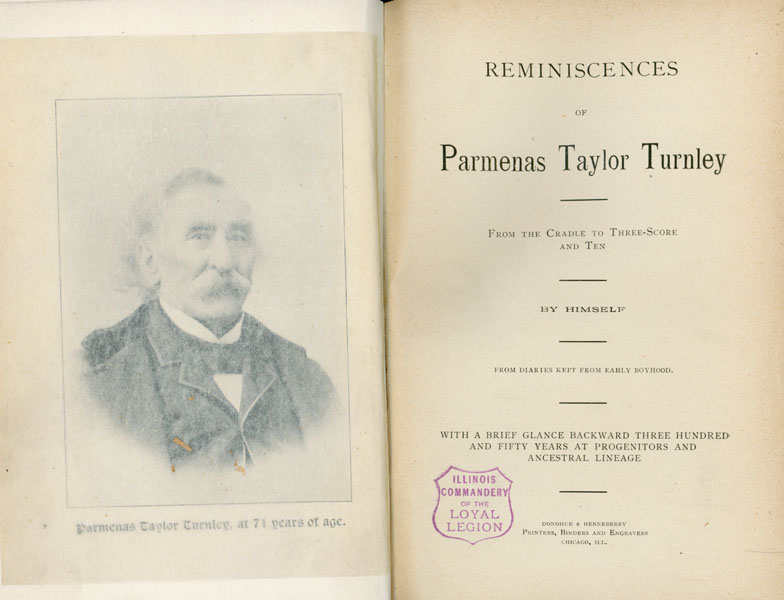 Parmenas Taylor Turnley, at 71 years of age.
REMINISCENCES
OF
Parmenas Taylor Turnley
FROM THE CRADLE TO THREE-SCORE
AND TEN
BY HIMSELF
FROM DIARIES KEPT FROM EARLY BOYHOOD.
WITH A BRIEF GLANCE BACKWARD THREE HUNDRED
AND FIFTY YEARS AT PROGENITORS AND
ANCESTRAL LINEAGE
ILLINOIS
COMMANDERY
OF THE
LOYAL
LEGION
DONOHUE & HENNEBERRY
PRINTERS, BINDERS AND ENGRAVERS
CHICAGO, ILL.